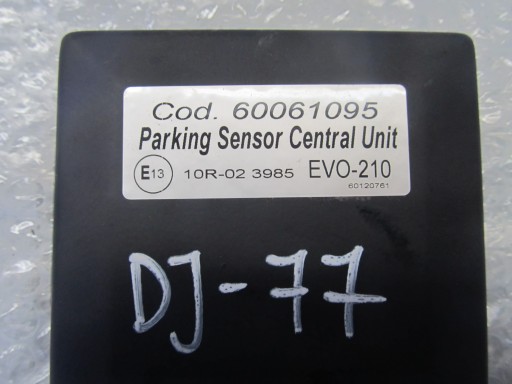 Cod. 60061095
Parking Sensor Central Unit
E13 10R-02 3985 EVO-210
60120761
DJ-77